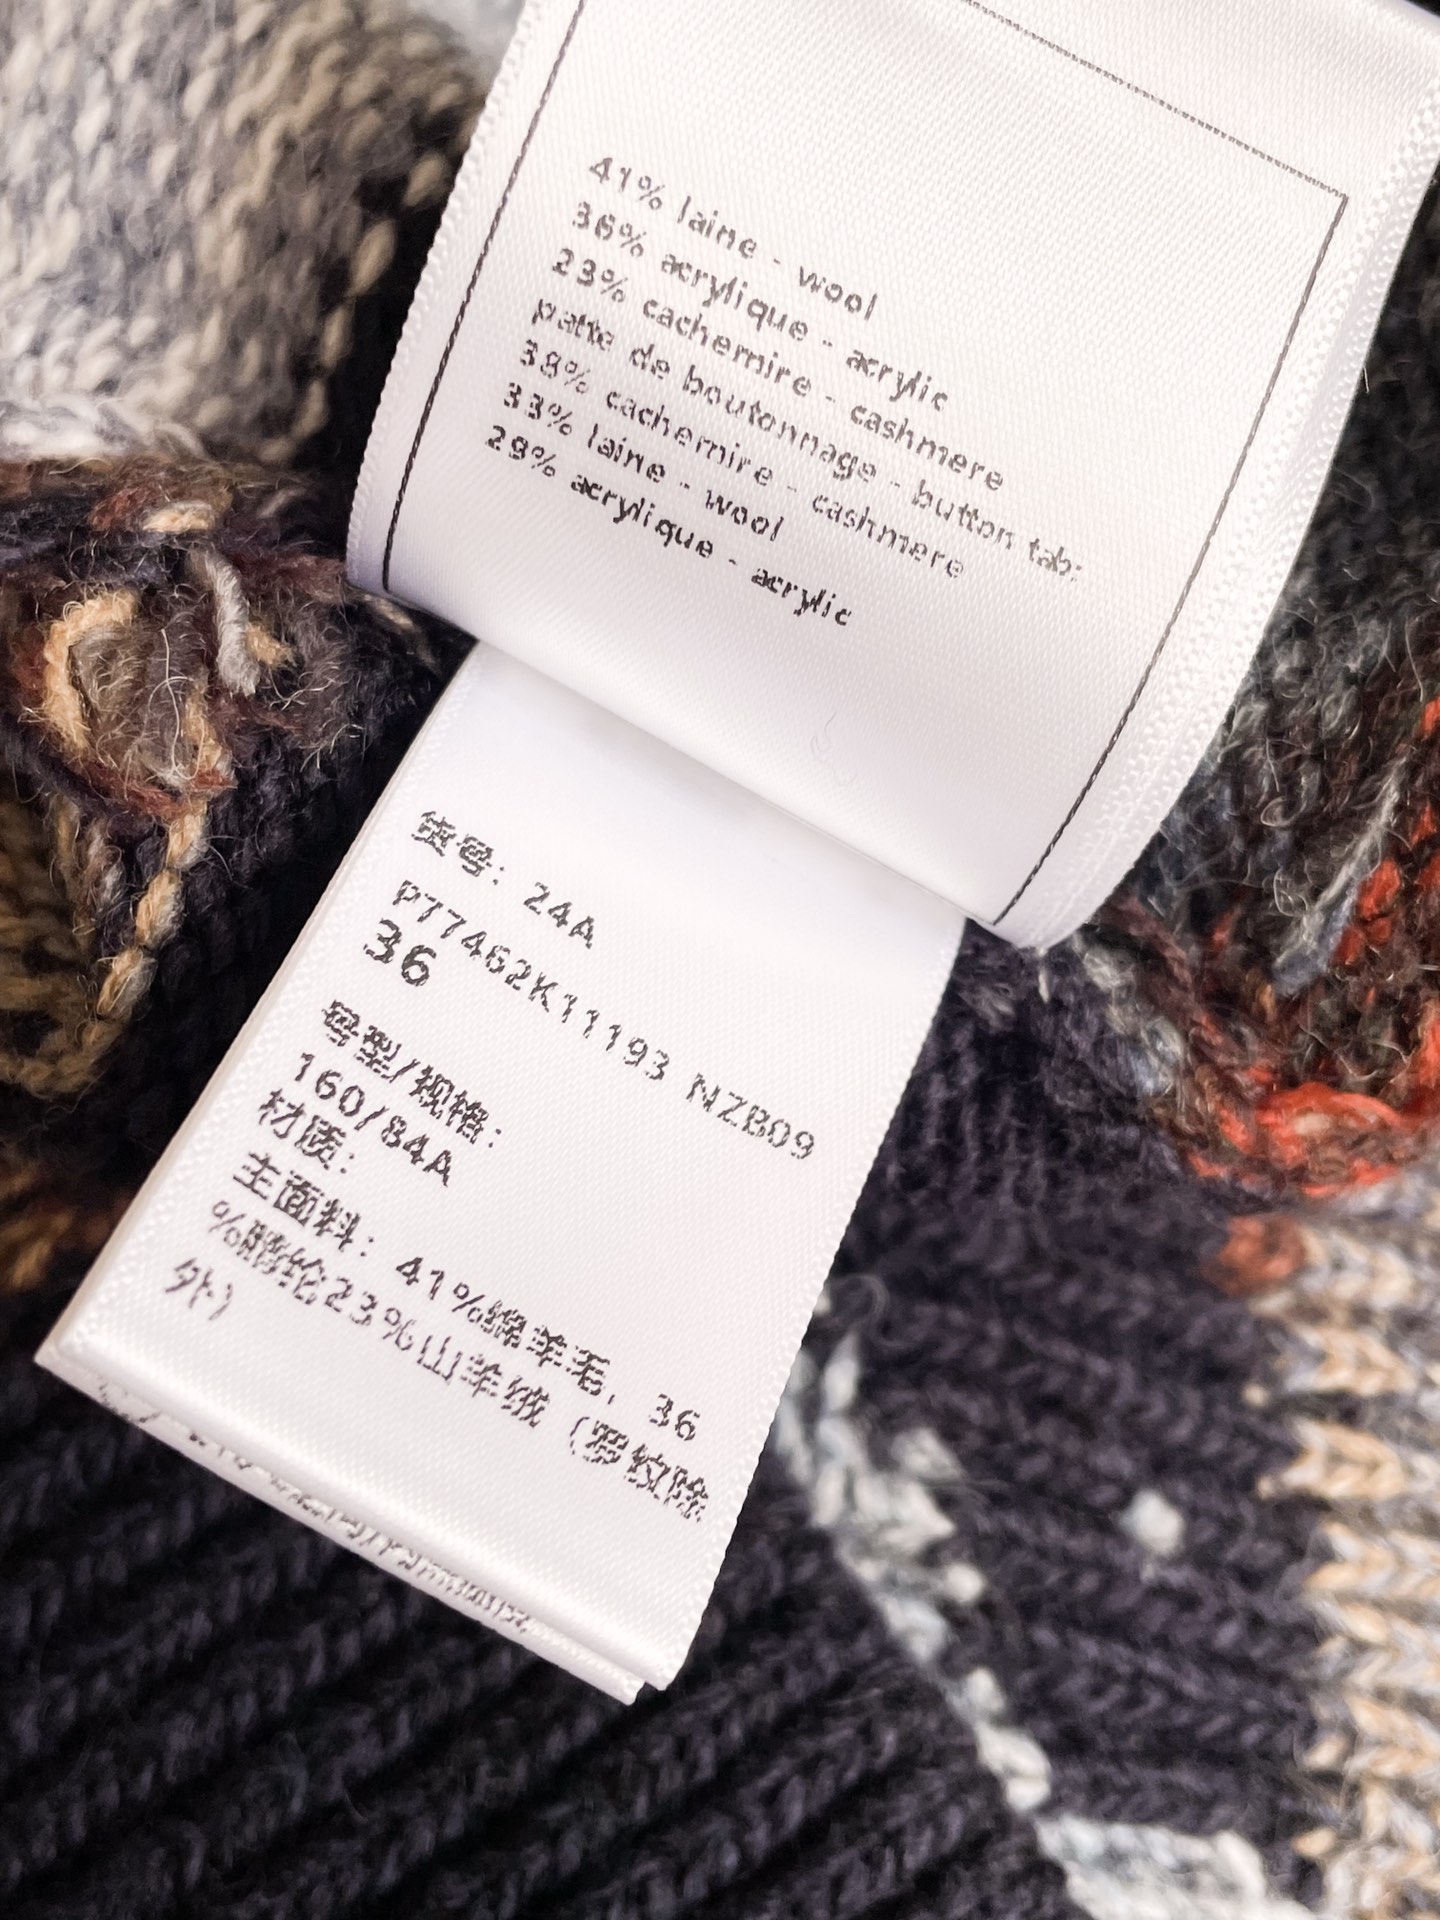 41% laine - wool
36% acrylique - acrylic
23% cachemire - cashmere
patte de boutonnage - button tab:
38% cachemire - cashmere
33% laine - wool
29% acrylique - acrylic
货号: 24A
P77462K11193 NZB09
36
号型/规格:
160/84A
材质:
主面料: 41%绵羊毛, 36
%腈纶23%山羊绒 (罗纹除
外)